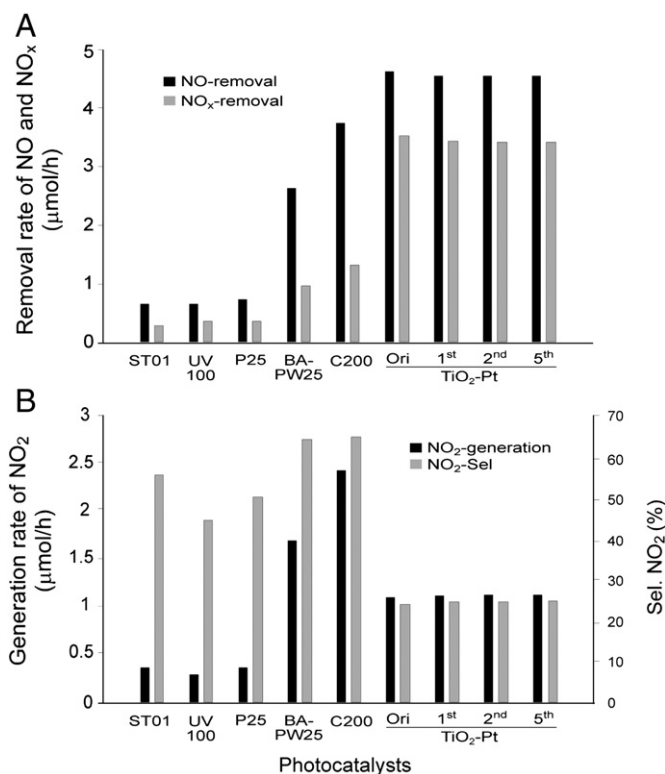 A
Removal rate of NO and NOₓ
(μmol/h)
5
4
3
2
1
0
NO-removal
NOₓ-removal
ST01
UV
100
P25
BA-
PW25
C200
Ori
1ˢᵗ
2ⁿᵈ
5ᵗʰ
TiO₂-Pt
B
Generation rate of NO₂
(μmol/h)
3
2.5
2
1.5
1
0.5
0
NO₂-generation
NO₂-Sel
70
60
50
40
30
20
10
0
Sel. NO₂ (%)
ST01
UV
100
P25
BA-
PW25
C200
Ori
1ˢᵗ
2ⁿᵈ
5ᵗʰ
TiO₂-Pt
Photocatalysts